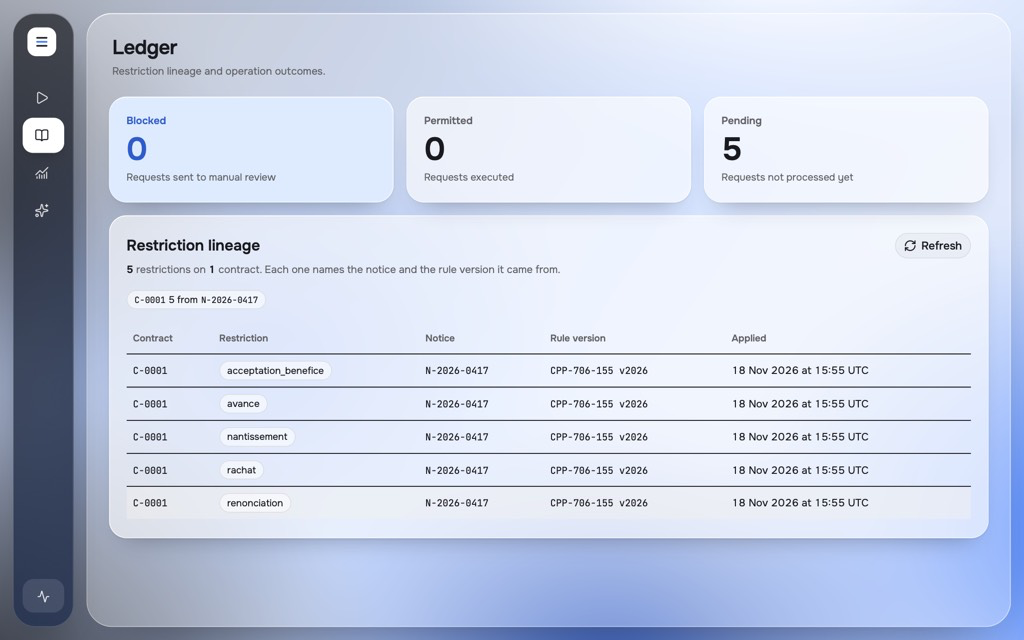 Ledger
Restriction lineage and operation outcomes.
Blocked
0
Requests sent to manual review
Permitted
0
Requests executed
Pending
5
Requests not processed yet
Restriction lineage
Refresh
5 restrictions on 1 contract. Each one names the notice and the rule version it came from.
C-0001 5 from N-2026-0417
Contract Restriction Notice Rule version Applied
C-0001 acceptation_benefice N-2026-0417 CPP-706-155 v2026 18 Nov 2026 at 15:55 UTC
C-0001 avance N-2026-0417 CPP-706-155 v2026 18 Nov 2026 at 15:55 UTC
C-0001 nantissement N-2026-0417 CPP-706-155 v2026 18 Nov 2026 at 15:55 UTC
C-0001 rachat N-2026-0417 CPP-706-155 v2026 18 Nov 2026 at 15:55 UTC
C-0001 renonciation N-2026-0417 CPP-706-155 v2026 18 Nov 2026 at 15:55 UTC